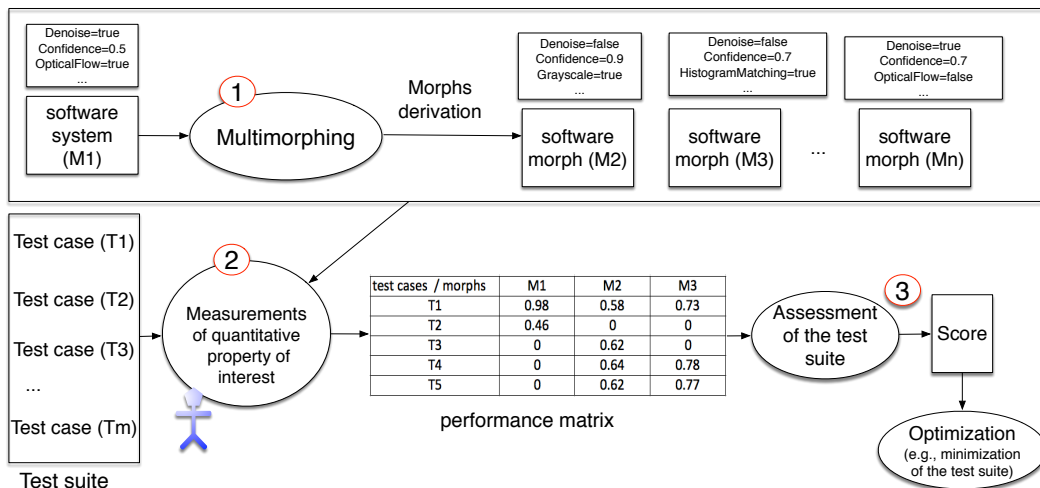 Denoise=true
Confidence=0.5
OpticalFlow=true
...
software
system
(M1)
1
Multimorphing
Morphs
derivation
Denoise=false
Confidence=0.9
Grayscale=true
...
software
morph (M2)
Denoise=false
Confidence=0.7
HistogramMatching=true
...
software
morph (M3)
...
Denoise=true
Confidence=0.7
OpticalFlow=false
...
software
morph (Mn)
Test case (T1)
Test case (T2)
Test case (T3)
...
Test case (Tm)
Test suite
2
Measurements
of quantitative
property of
interest
test cases / morphs M1 M2 M3
T1 0.98 0.58 0.73
T2 0.46 0 0
T3 0 0.62 0
T4 0 0.64 0.78
T5 0 0.62 0.77
performance matrix
3
Assessment
of the test
suite
Score
Optimization
(e.g., minimization
of the test suite)